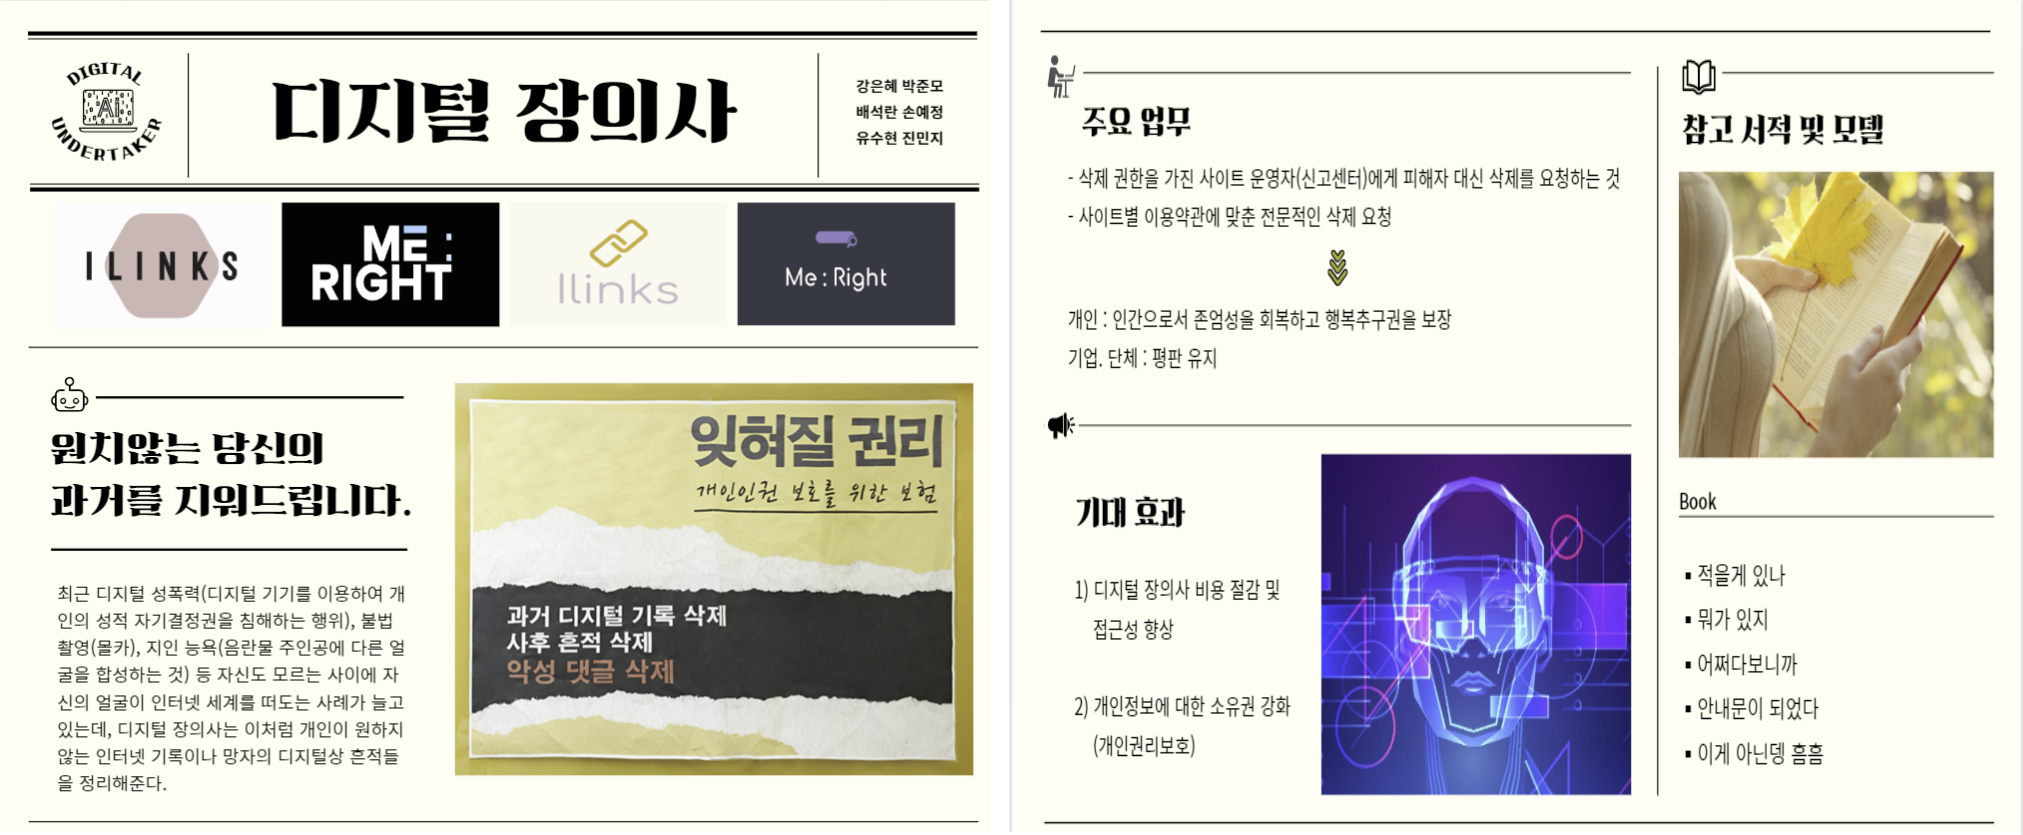 DIGITAL
Ai
UNDERTAKER
디지털 장의사
강은혜 박준모
배석란 손예정
유수현 진민지
ILINKS
ME :
RIGHT
Ilinks
Me : Right
원치않는 당신의
과거를 지워드립니다.
최근 디지털 성폭력(디지털 기기를 이용하여 개
인의 성적 자기결정권을 침해하는 행위), 불법
촬영(몰카), 지인 능욕(음란물 주인공에 다른 얼
굴을 합성하는 것) 등 자신도 모르는 사이에 자
신의 얼굴이 인터넷 세계를 떠도는 사례가 늘고
있는데, 디지털 장의사는 이처럼 개인이 원하지
않는 인터넷 기록이나 망자의 디지털상 흔적들
을 정리해준다.
잊혀질 권리
개인인권 보호를 위한 보험
과거 디지털 기록 삭제
사후 흔적 삭제
악성 댓글 삭제
주요 업무
- 삭제 권한을 가진 사이트 운영자(신고센터)에게 피해자 대신 삭제를 요청하는 것
- 사이트별 이용약관에 맞춘 전문적인 삭제 요청
개인 : 인간으로서 존엄성을 회복하고 행복추구권을 보장
기업. 단체 : 평판 유지
기대 효과
1) 디지털 장의사 비용 절감 및
접근성 향상
2) 개인정보에 대한 소유권 강화
(개인권리보호)
참고 서적 및 모델
Book
▪ 적을게 있나
▪ 뭐가 있지
▪ 어쩌다보니까
▪ 안내문이 되었다
▪ 이게 아닌뎅 흠흠